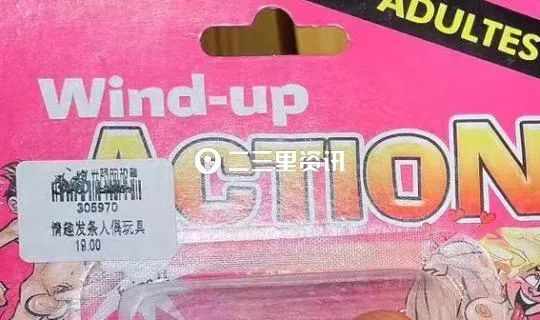 ADULTES
Wind-up
ACTION
二三里资讯
305970
情趣发条人偶玩具
19.00